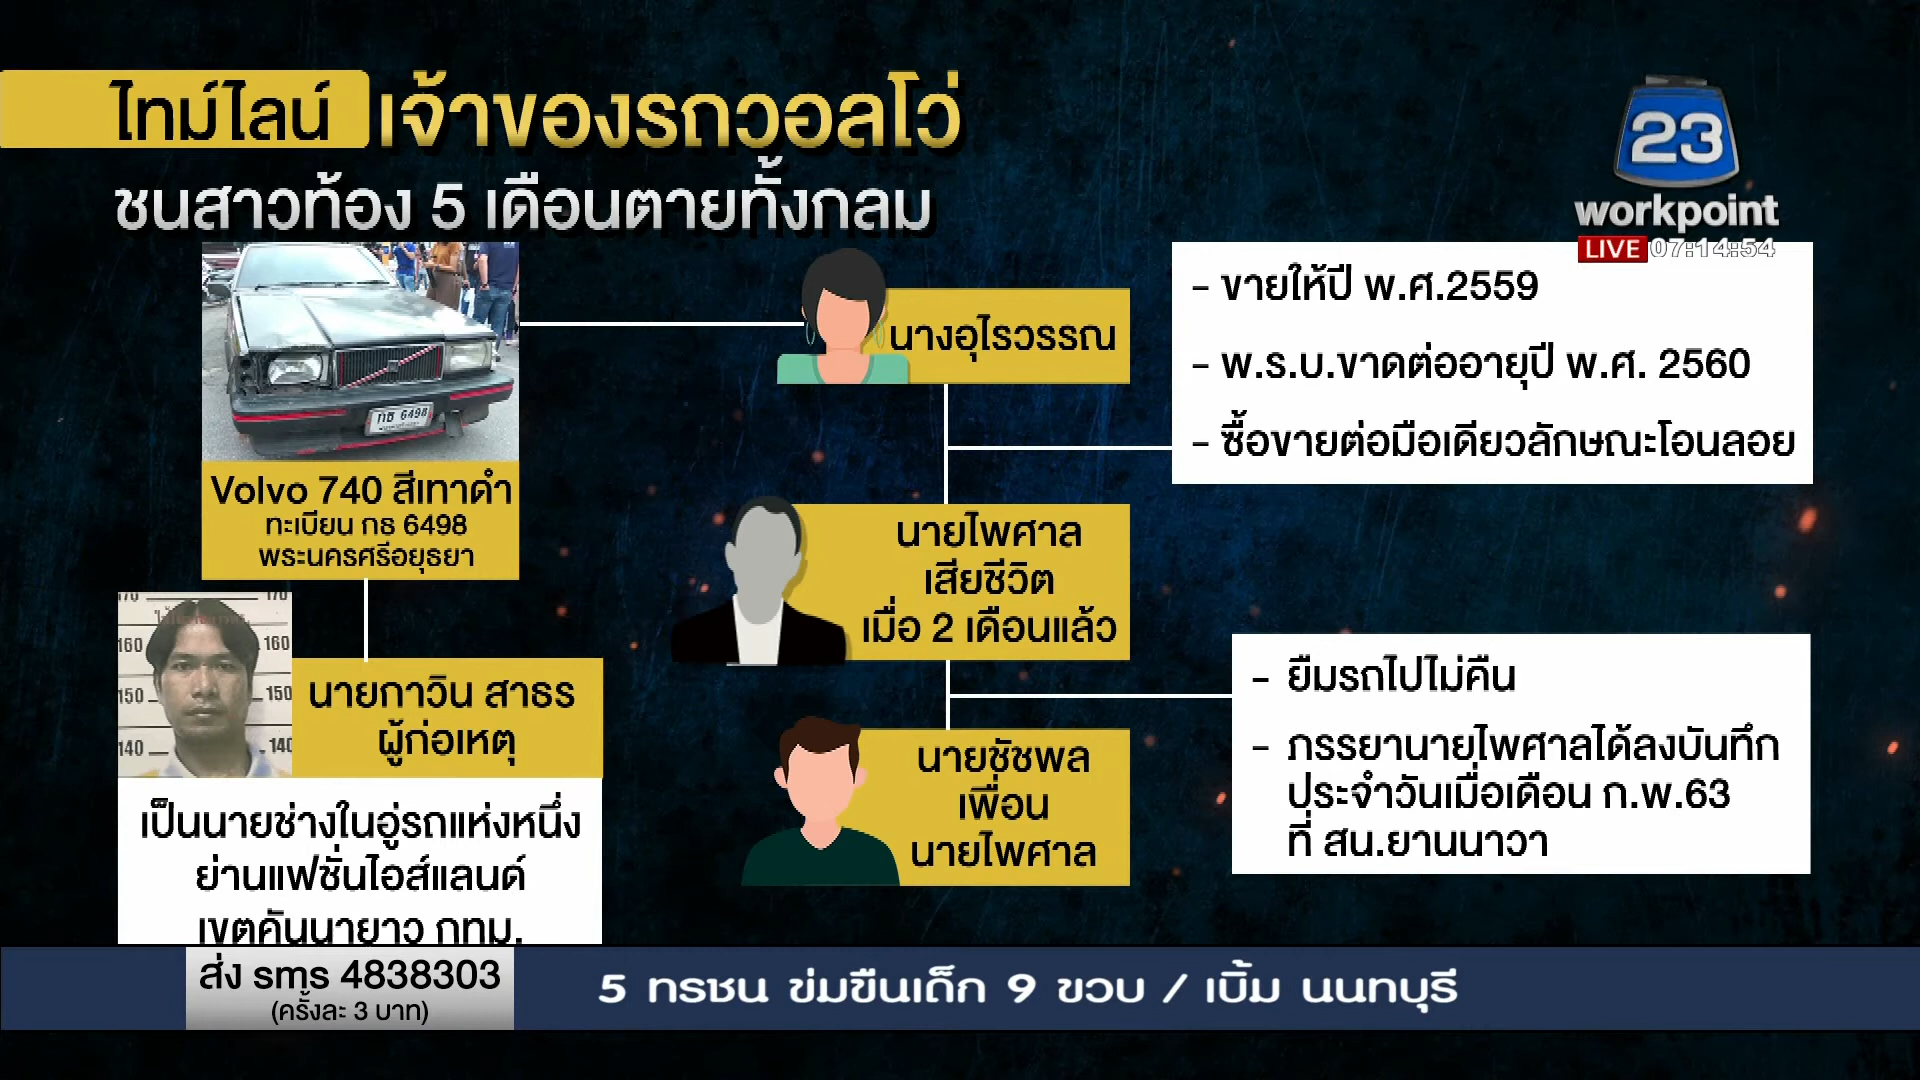 ไทม์ไลน์ เจ้าของรถวอลโว่
ชนสาวท้อง 5 เดือนตายทั้งกลม
23
workpoint
LIVE 07:14:54
กธ 6498
Volvo 740 สีเทาดำ
ทะเบียน กธ 6498
พระนครศรีอยุธยา
นางอุไรวรรณ
- ขายให้ปี พ.ศ.2559
- พ.ร.บ.ขาดต่ออายุปี พ.ศ. 2560
- ซื้อขายต่อมือเดียวลักษณะโอนลอย
นายไพศาล
เสียชีวิต
เมื่อ 2 เดือนแล้ว
170 170
160 160
150 150
140 140
นายกาวิน สาธร
ผู้ก่อเหตุ
เป็นนายช่างในอู่รถแห่งหนึ่ง
ย่านแฟชั่นไอส์แลนด์
เขตคันนายาว กทม.
นายชัชพล
เพื่อน
นายไพศาล
- ยืมรถไปไม่คืน
- ภรรยานายไพศาลได้ลงบันทึก
ประจำวันเมื่อเดือน ก.พ.63
ที่ สน.ยานนาวา
ส่ง sms 4838303
(ครั้งละ 3 บาท)
5 ทรชน ข่มขืนเด็ก 9 ขวบ / เบิ้ม นนทบุรี